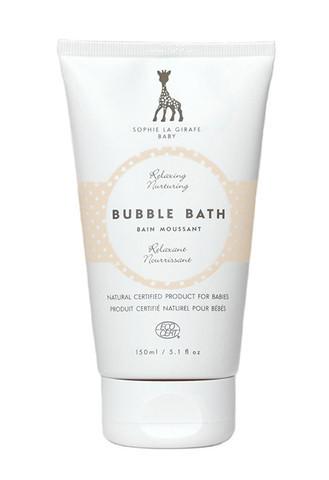 SOPHIE LA GIRAFE
BABY
Relaxing
Nurturing
BUBBLE BATH
BAIN MOUSSANT
Relaxant
Nourrissant
NATURAL CERTIFIED PRODUCT FOR BABIES
PRODUIT CERTIFIÉ NATUREL POUR BÉBÉS
ECO
CERT
150ml / 5.1 fl oz